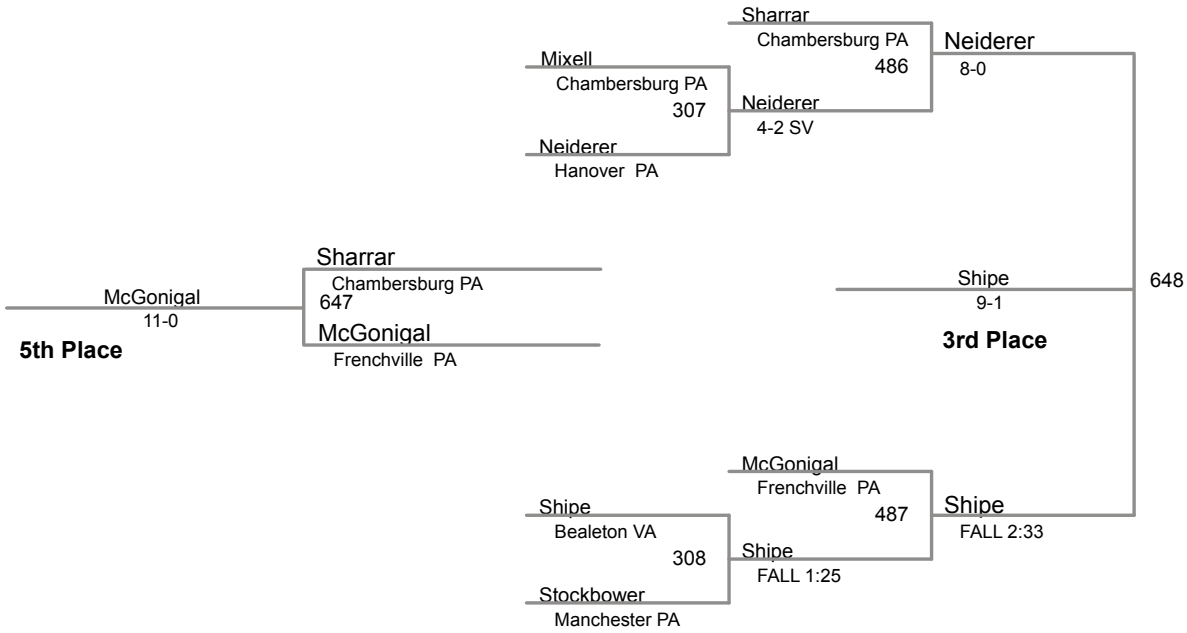 Sharrar
Chambersburg PA
486
Neiderer
8-0
Mixell
Chambersburg PA
307
Neiderer
4-2 SV
Neiderer
Hanover  PA
Sharrar
Chambersburg PA
647
McGonigal
11-0
5th Place
McGonigal
Frenchville  PA
Shipe
9-1
3rd Place
648
McGonigal
Frenchville  PA
487
Shipe
FALL 2:33
Shipe
Bealeton VA
308
Shipe
FALL 1:25
Stockbower
Manchester PA